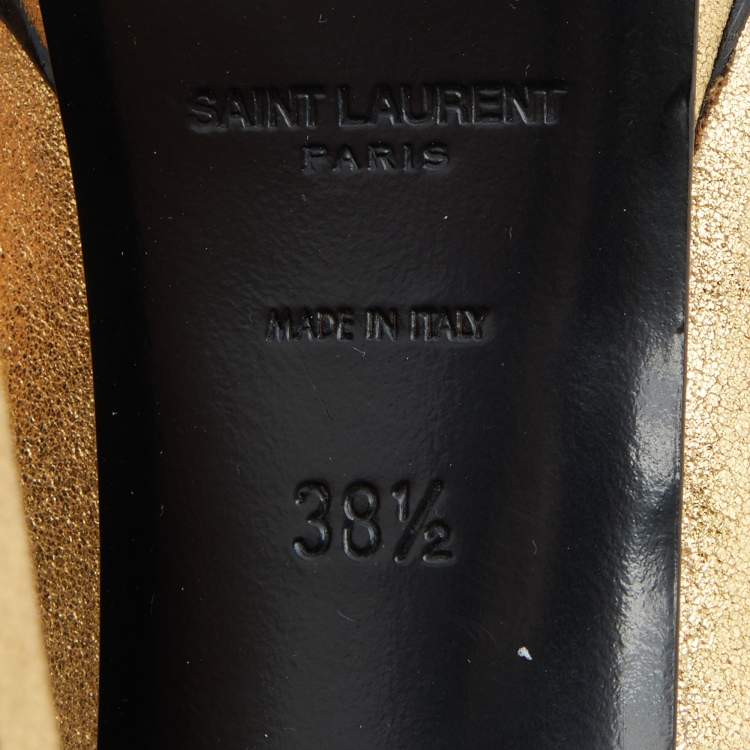 SAINT LAURENT
PARIS
MADE IN ITALY
38½